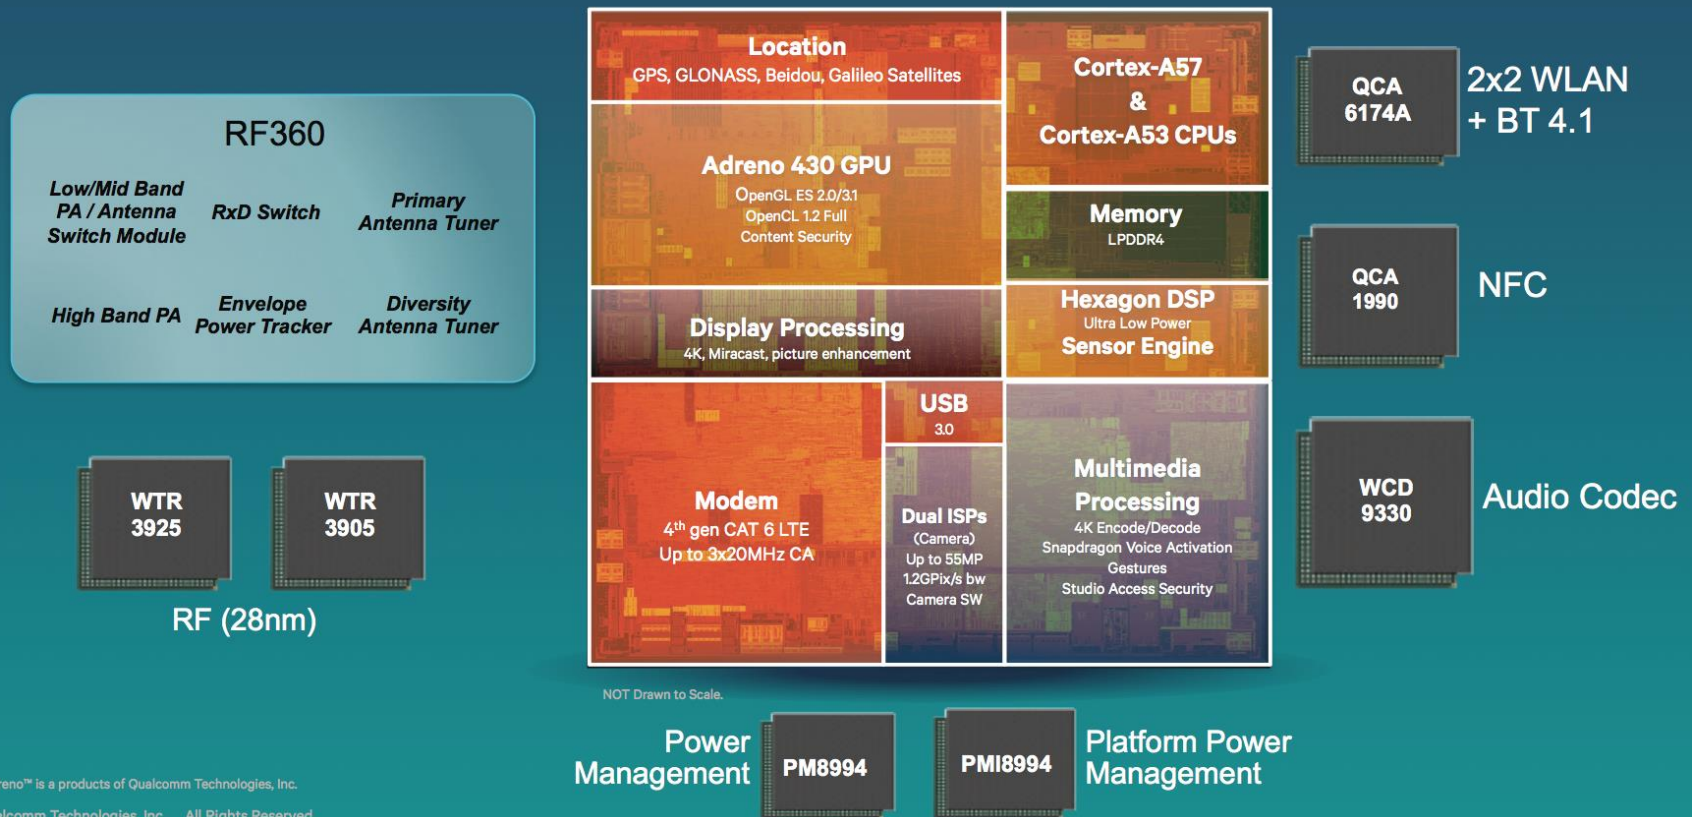 RF360
Low/Mid Band
PA / Antenna
Switch Module
RxD Switch
Primary
Antenna Tuner
High Band PA
Envelope
Power Tracker
Diversity
Antenna Tuner
WTR
3925
WTR
3905
RF (28nm)
Location
GPS, GLONASS, Beidou, Galileo Satellites
Adreno 430 GPU
OpenGL ES 2.0/3.1
OpenCL 1.2 Full
Content Security
Display Processing
4K, Miracast, picture enhancement
Modem
4th gen CAT 6 LTE
Up to 3x20MHz CA
USB
3.0
Dual ISPs
(Camera)
Up to 55MP
1.2GPix/s bw
Camera SW
Cortex-A57
&
Cortex-A53 CPUs
Memory
LPDDR4
Hexagon DSP
Ultra Low Power
Sensor Engine
Multimedia
Processing
4K Encode/Decode
Snapdragon Voice Activation
Gestures
Studio Access Security
QCA
6174A
2x2 WLAN
+ BT 4.1
QCA
1990
NFC
WCD
9330
Audio Codec
NOT Drawn to Scale.
Power
Management
PM8994
PMI8994
Platform Power
Management
reno™ is a products of Qualcomm Technologies, Inc.
alcomm Technologies, Inc. All Rights Reserved